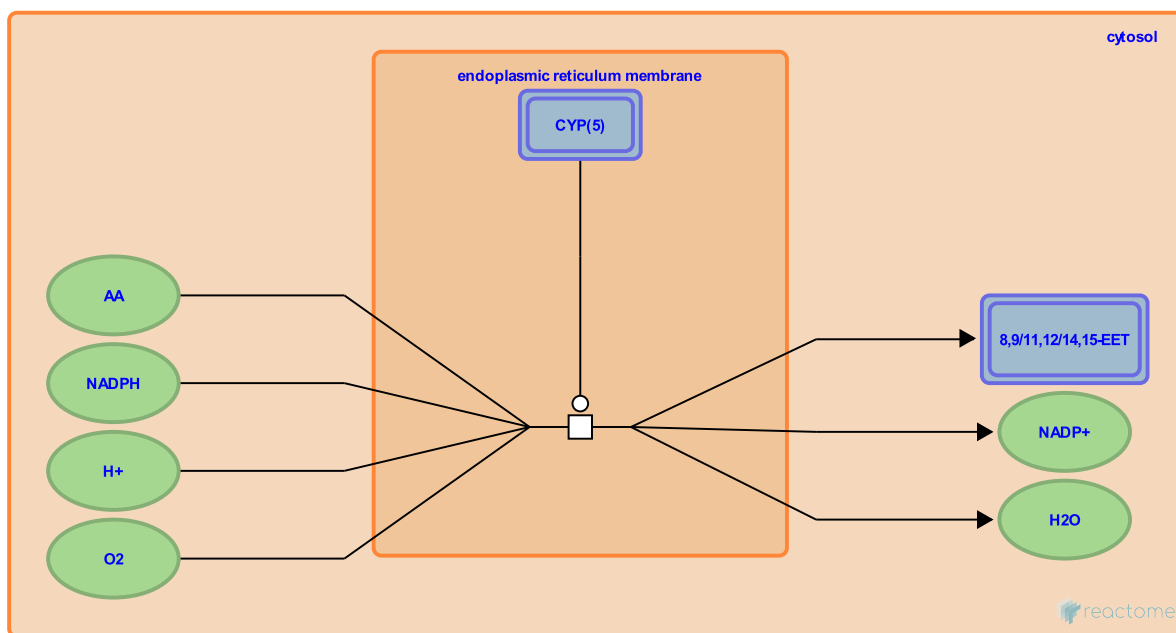 cytosol
endoplasmic reticulum membrane
CYP(5)
AA
NADPH
H+
O2
8,9/11,12/14,15-EET
NADP+
H2O
reactome